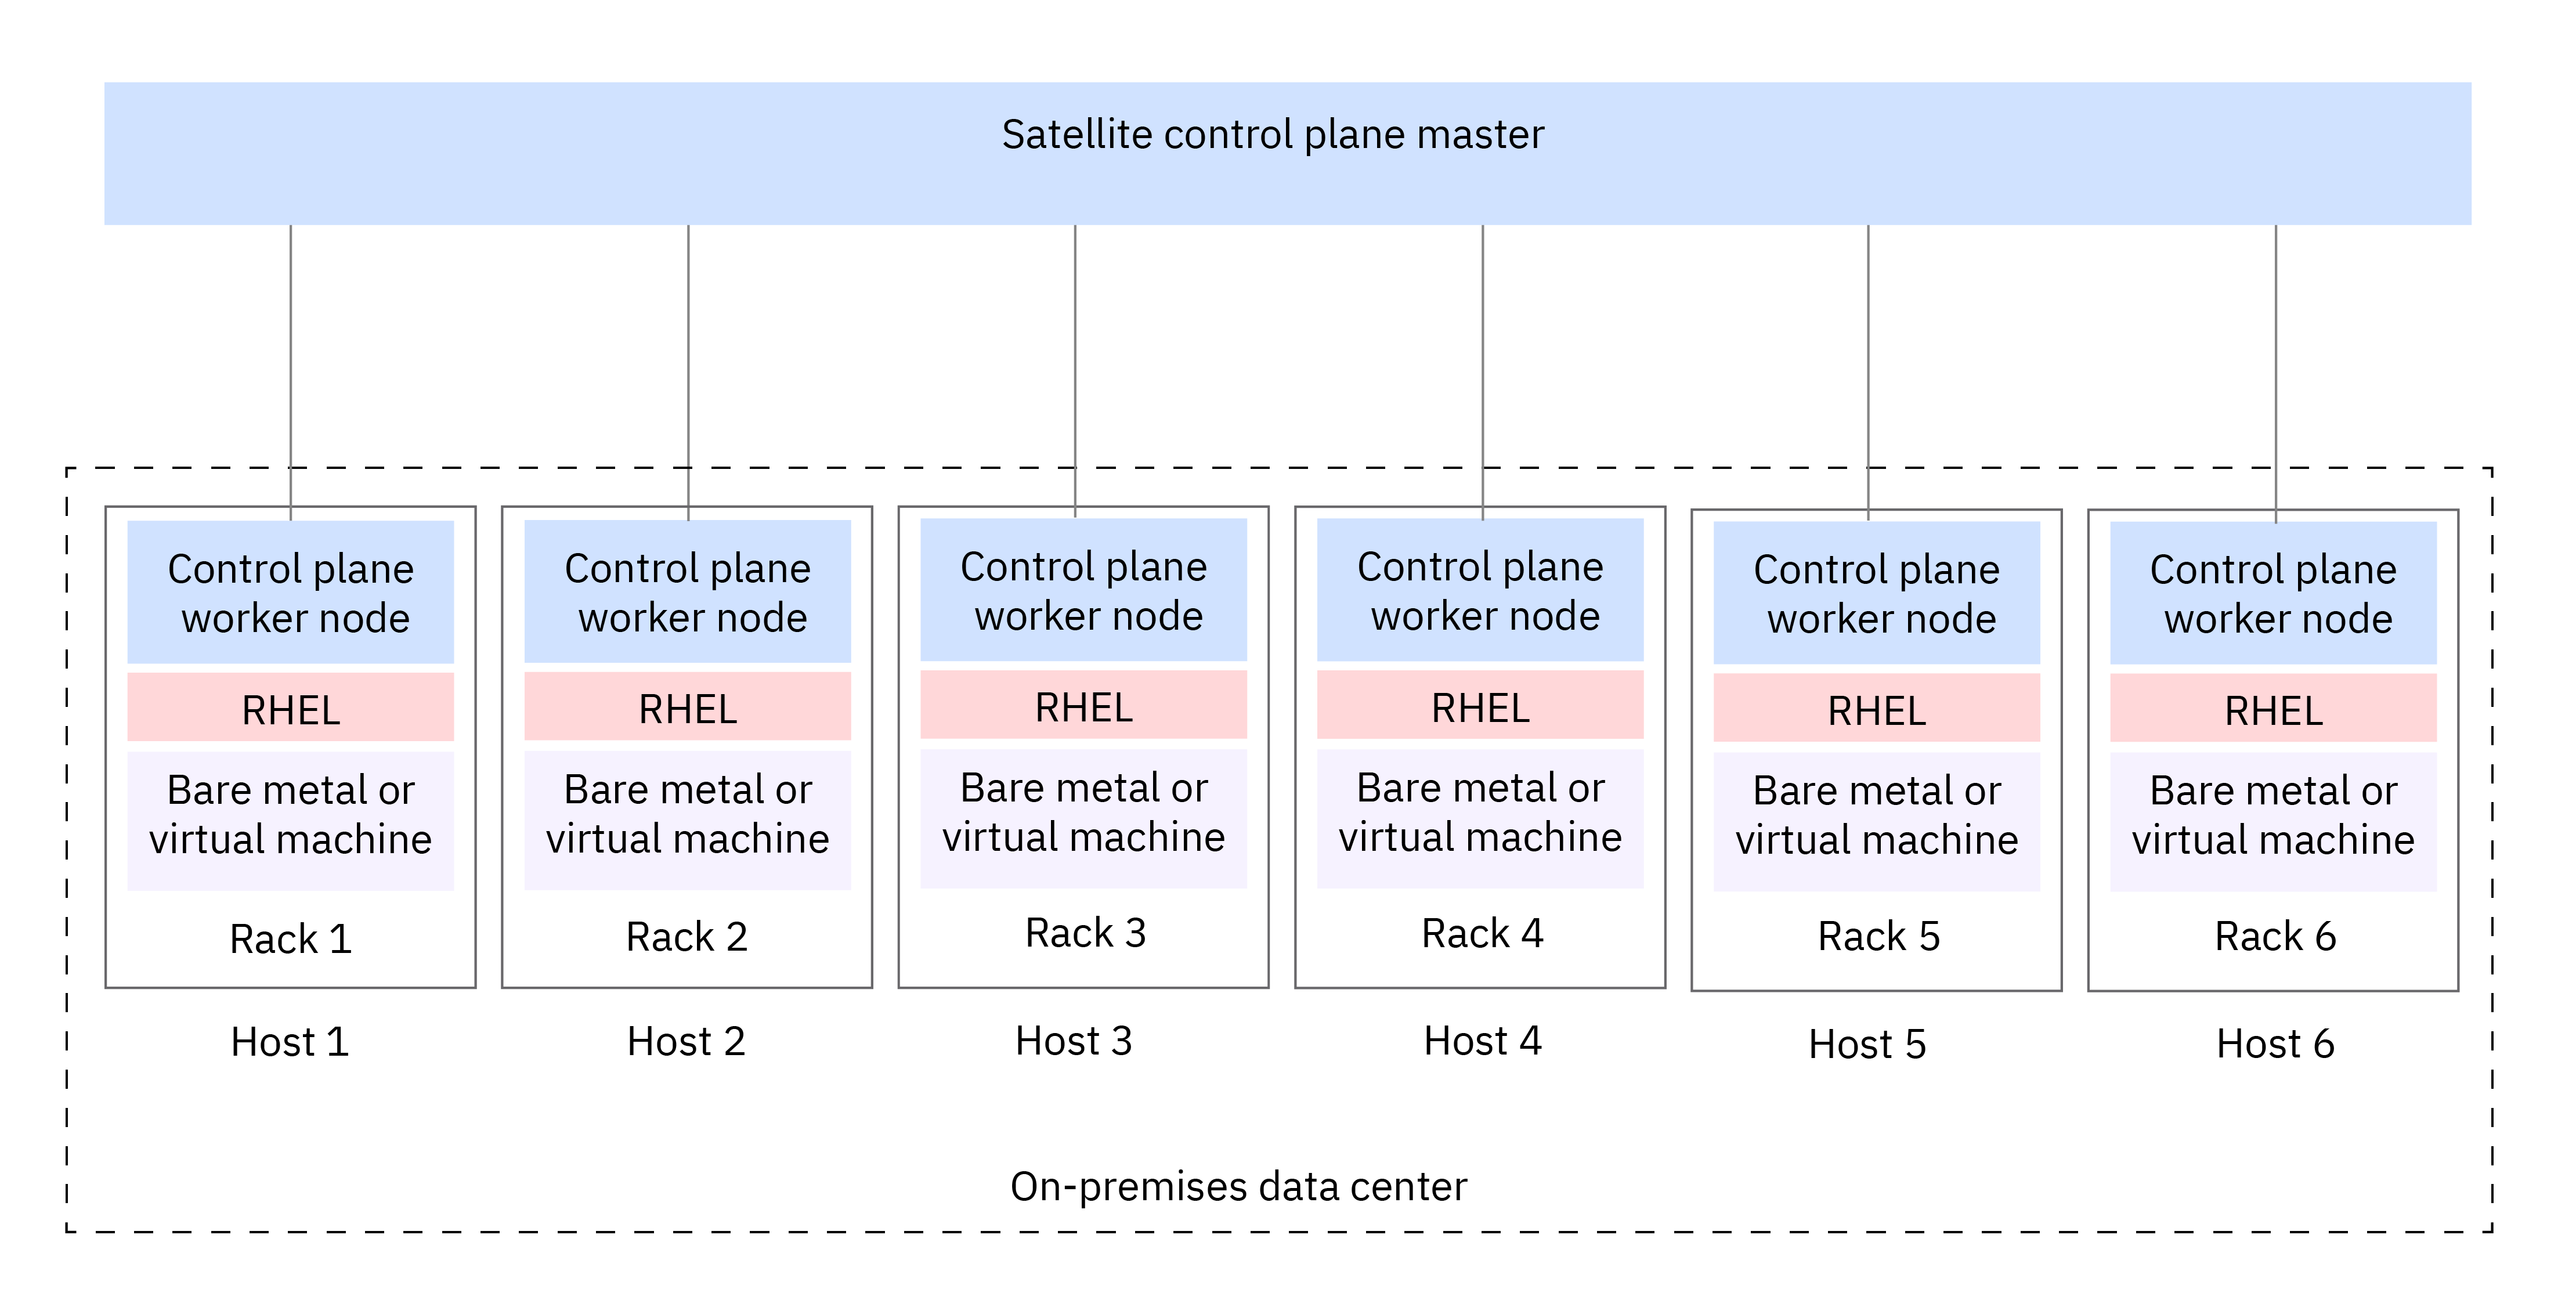 Satellite control plane master
Control plane
worker node
RHEL
Bare metal or
virtual machine
Rack 1
Host 1
Control plane
worker node
RHEL
Bare metal or
virtual machine
Rack 2
Host 2
Control plane
worker node
RHEL
Bare metal or
virtual machine
Rack 3
Host 3
Control plane
worker node
RHEL
Bare metal or
virtual machine
Rack 4
Host 4
Control plane
worker node
RHEL
Bare metal or
virtual machine
Rack 5
Host 5
Control plane
worker node
RHEL
Bare metal or
virtual machine
Rack 6
Host 6
On-premises data center